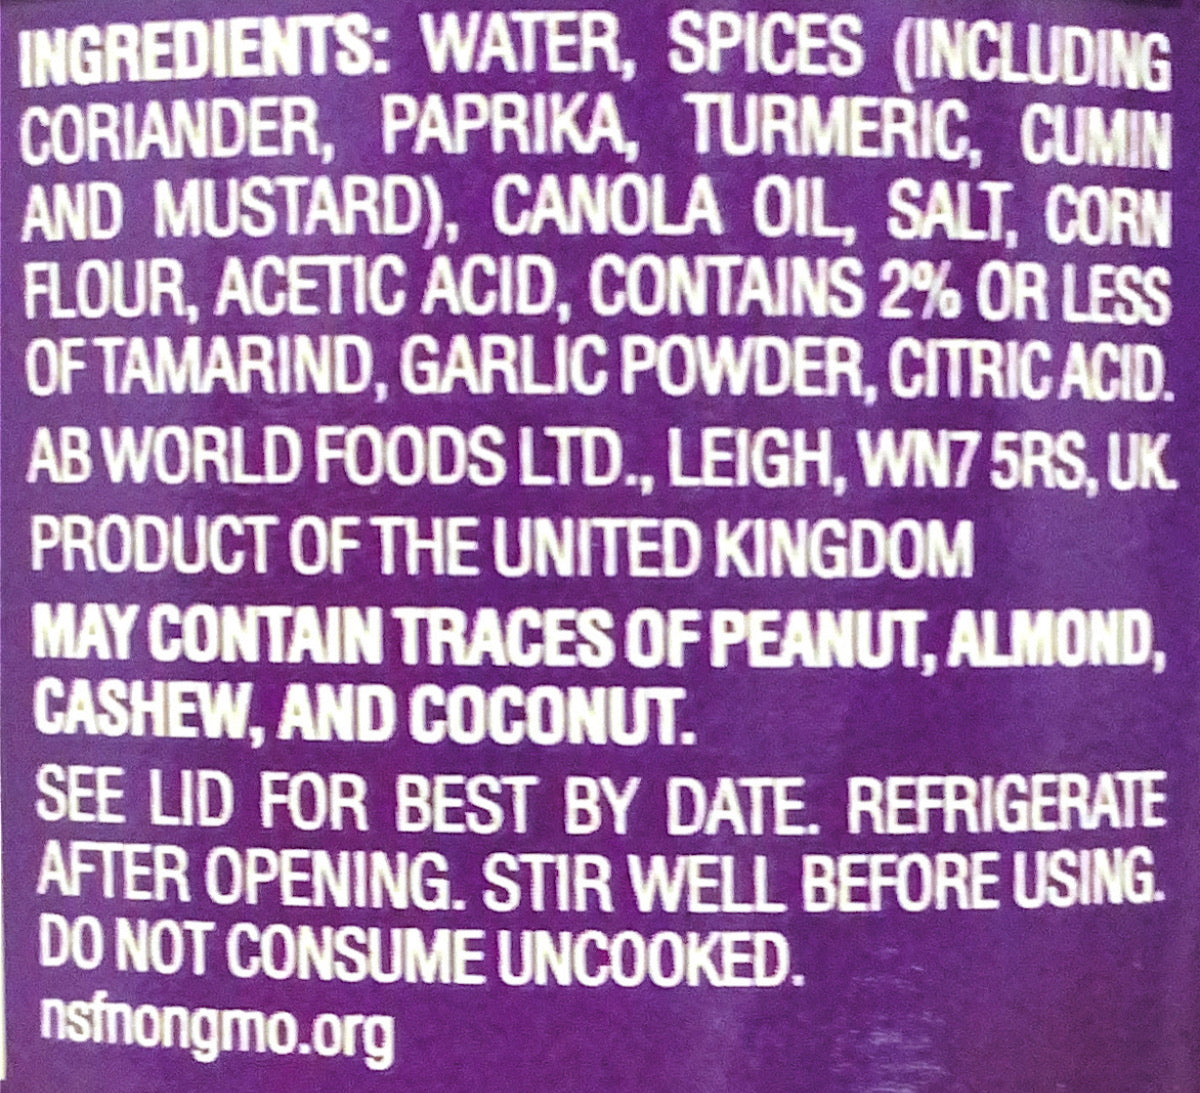 INGREDIENTS: WATER, SPICES (INCLUDING
CORIANDER, PAPRIKA, TURMERIC, CUMIN
AND MUSTARD), CANOLA OIL, SALT, CORN
FLOUR, ACETIC ACID, CONTAINS 2% OR LESS
OF TAMARIND, GARLIC POWDER, CITRIC ACID.
AB WORLD FOODS LTD., LEIGH, WN7 5RS, UK
PRODUCT OF THE UNITED KINGDOM
MAY CONTAIN TRACES OF PEANUT, ALMOND,
CASHEW, AND COCONUT.
SEE LID FOR BEST BY DATE. REFRIGERATE
AFTER OPENING. STIR WELL BEFORE USING.
DO NOT CONSUME UNCOOKED.
nsfnongmo.org